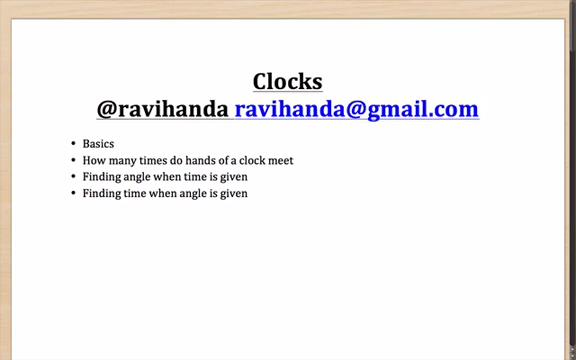 Clocks
@ravihanda ravihanda@gmail.com
• Basics
• How many times do hands of a clock meet
• Finding angle when time is given
• Finding time when angle is given